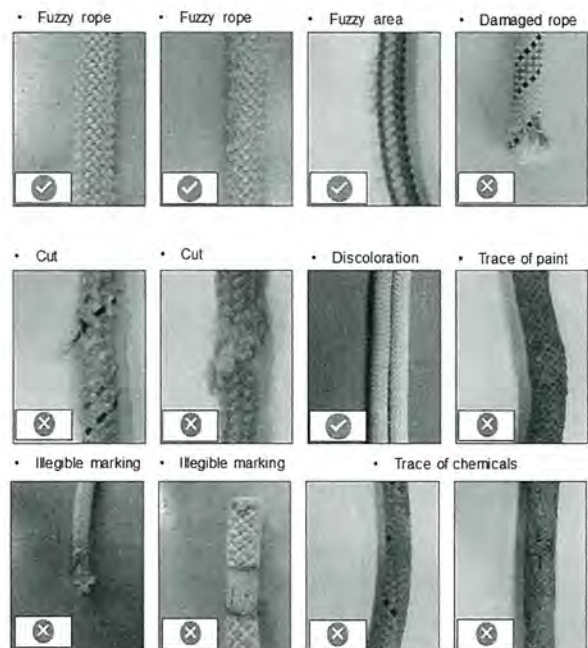 • Fuzzy rope
• Fuzzy rope
• Fuzzy area
• Damaged rope
• Cut
• Cut
• Discoloration
• Trace of paint
• Illegible marking
• Illegible marking
• Trace of chemicals